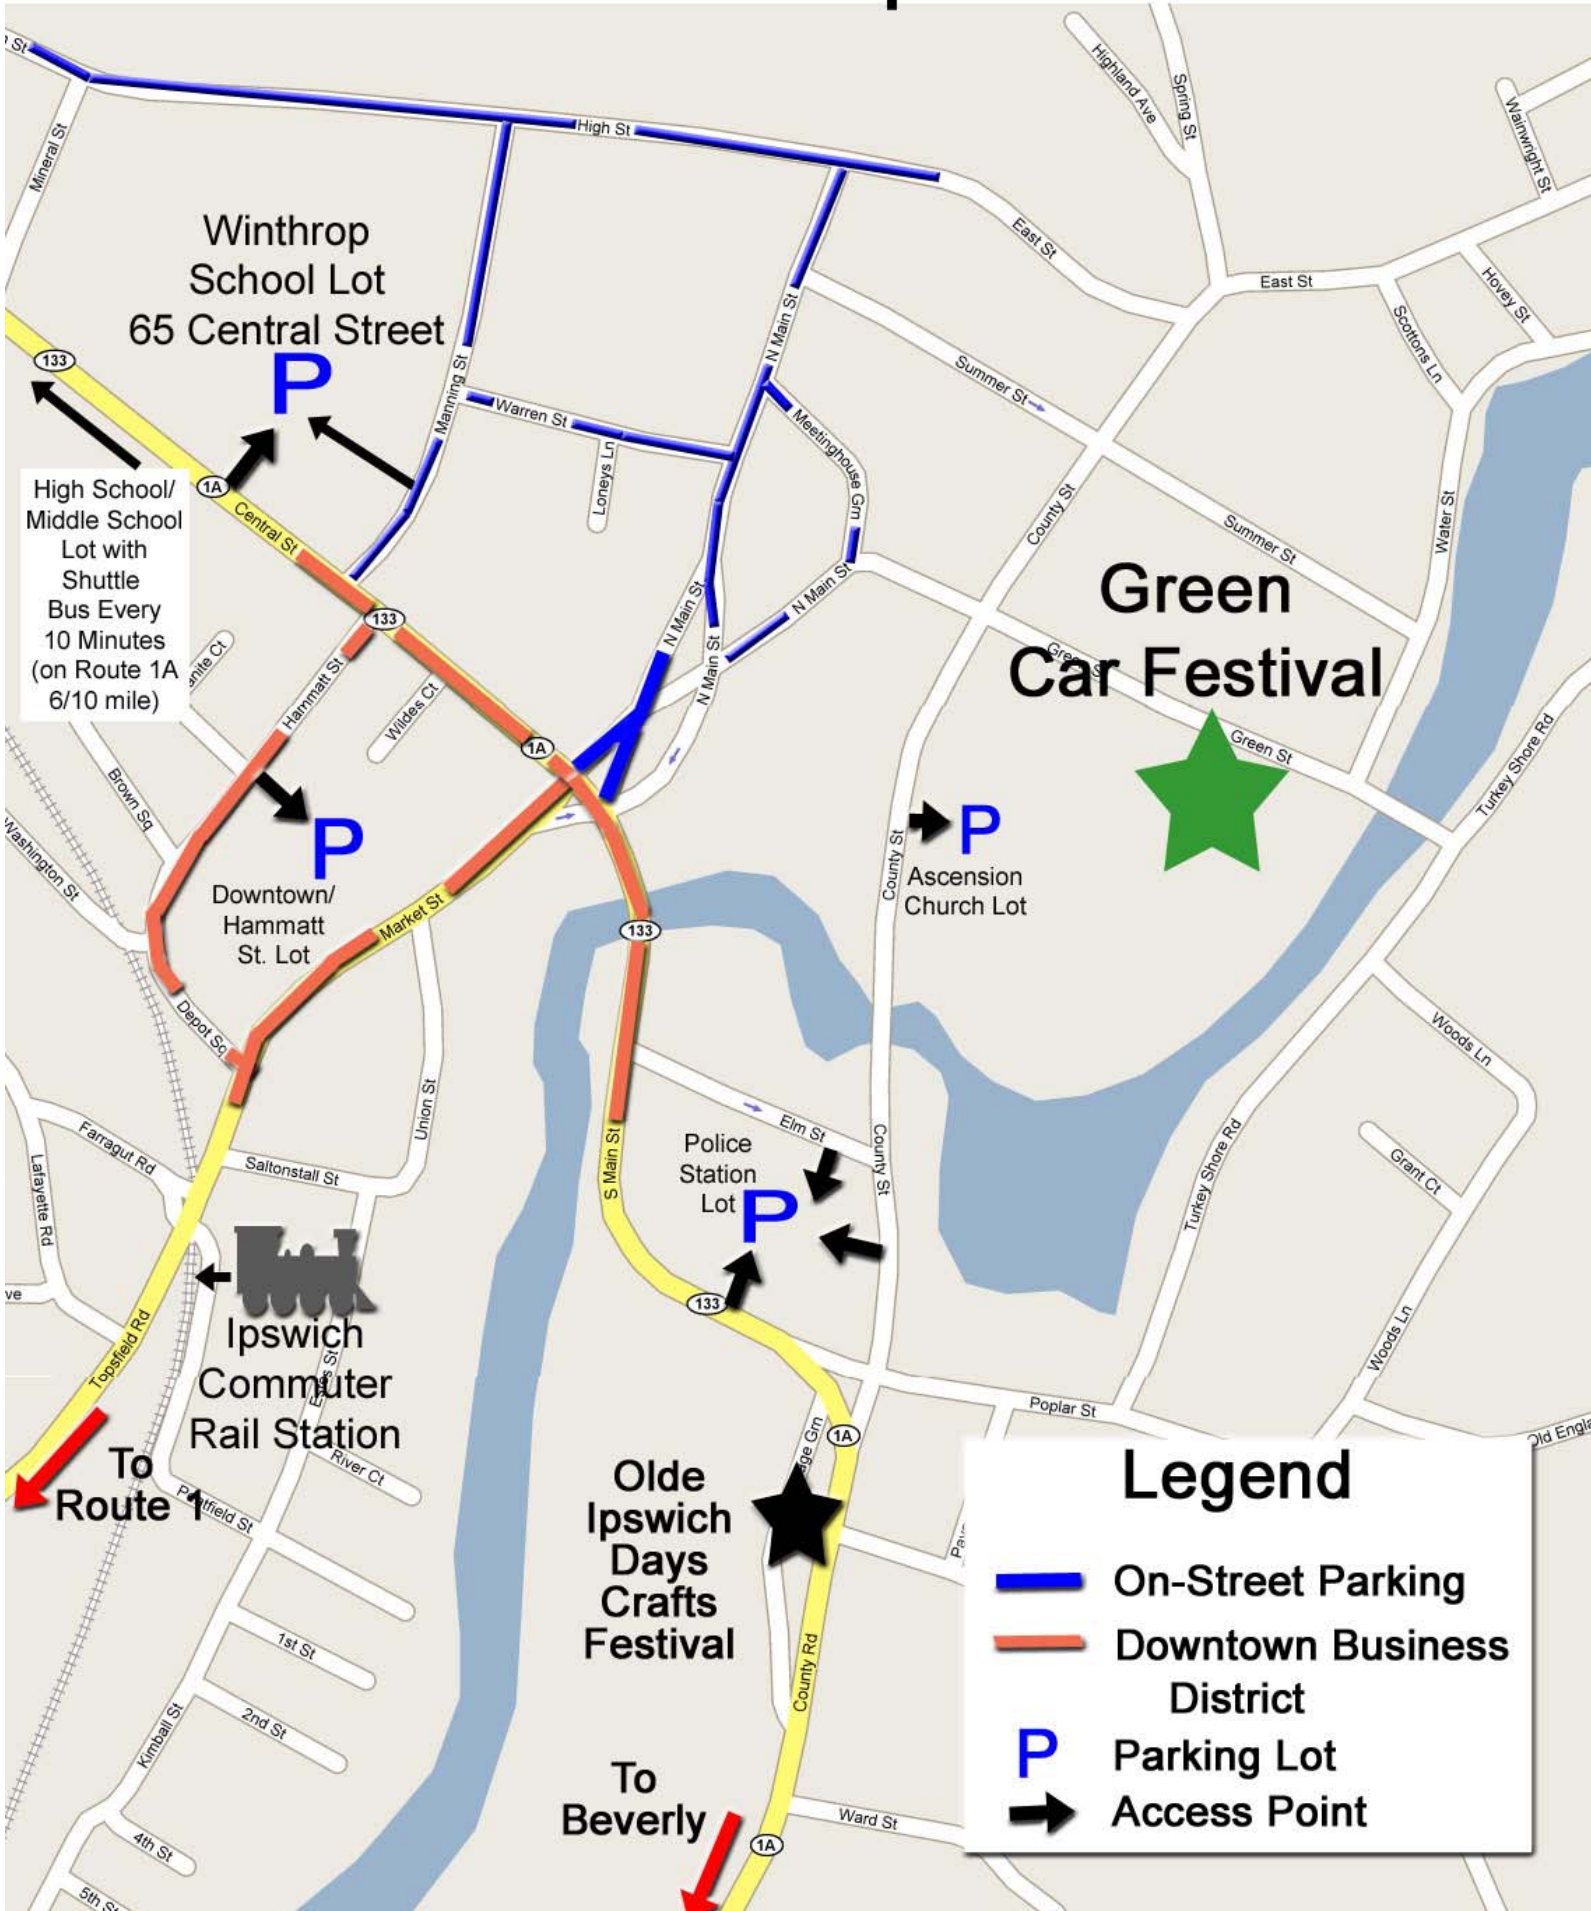 St
High St
Highland Ave
Spring St
Wainwright St
Mineral St
Winthrop
School Lot
65 Central Street
P
East St
East St
Hovey St
Scottons Ln
N Main St
133
Manning St
Warren St
Summer St
Meetinghouse Grn
Loneys Ln
1A
Central St
High School/
Middle School
Lot with
Shuttle
Bus Every
10 Minutes
(on Route 1A
6/10 mile)
County St
Summer St
Water St
Green
Car Festival
N Main St
N Main St
N Main St
133
Hammatt St
Wildes Ct
1A
Green St
Turkey Shore Rd
Brown Sq
Washington St
P
Downtown/
Hammatt
St. Lot
Market St
County St
P
Ascension
Church Lot
133
Depot Sq
Woods Ln
Union St
Elm St
Farragut Rd
Lafayette Rd
Saltonstall St
S Main St
Police
Station
Lot
P
County St
Turkey Shore Rd
Grant Ct
133
ve
Ipswich
Commuter
Rail Station
Topsfield Rd
Woods Ln
Poplar St
To
Route 1
River Ct
1A
age Grn
Old Engla
Olde
Ipswich
Days
Crafts
Festival
County Rd
1st St
2nd St
Kimball St
4th St
5th St
To
Beverly
1A
Ward St
Legend
On-Street Parking
Downtown Business
District
P Parking Lot
Access Point